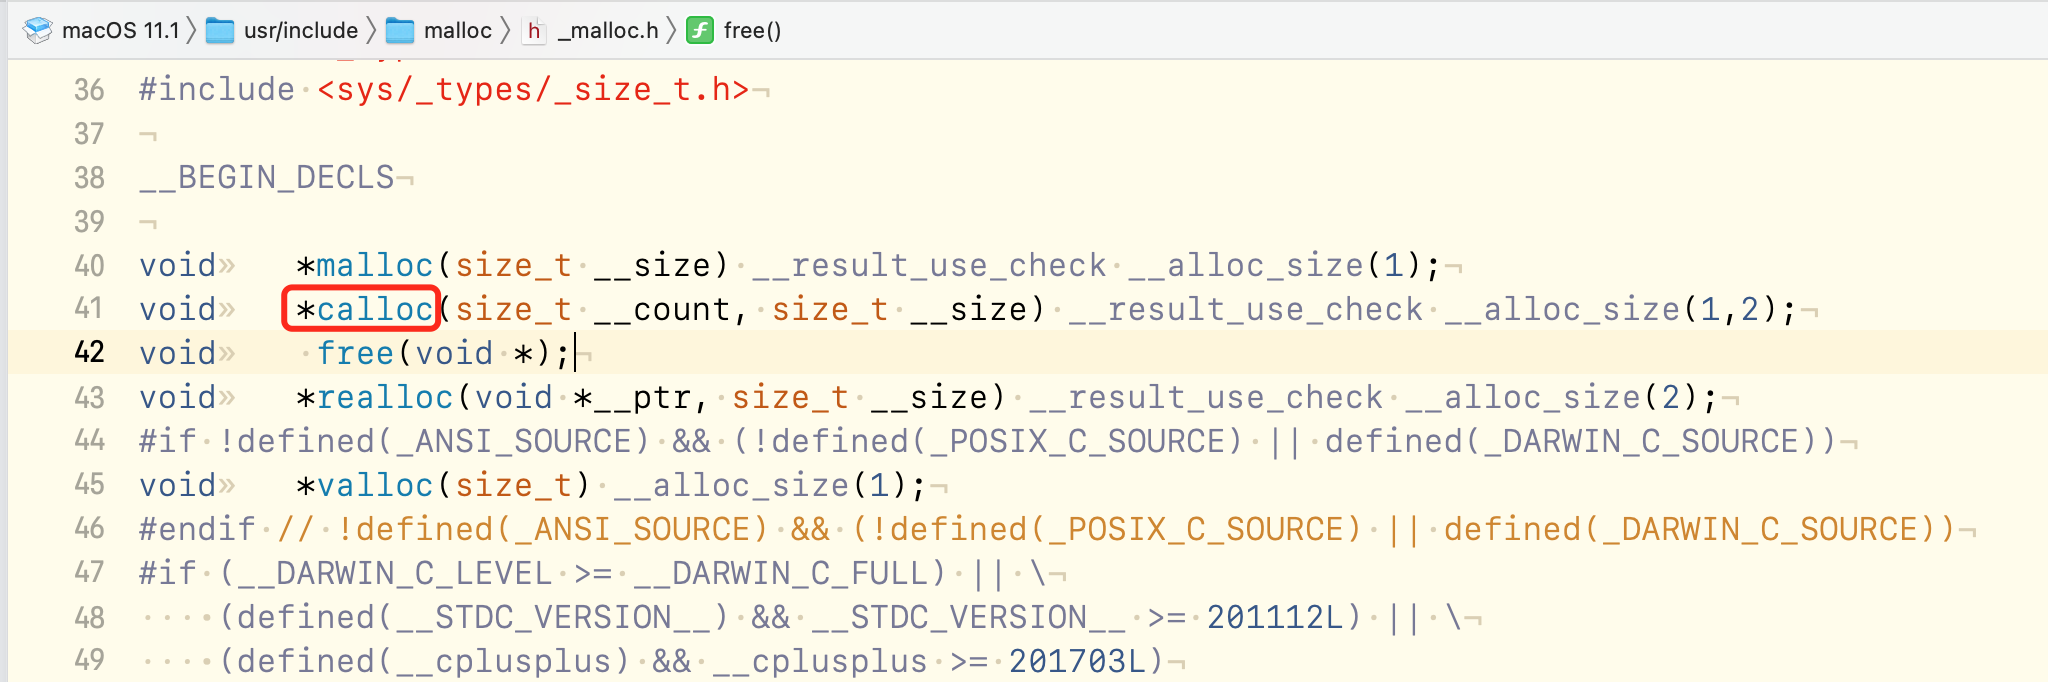 macOS 11.1 〉 usr/include 〉 malloc 〉 h _malloc.h 〉 f free()
36 #include·<sys/_types/_size_t.h>¬
37 ¬
38 __BEGIN_DECLS¬
39 ¬
40 void» *malloc(size_t·__size)·__result_use_check·__alloc_size(1);¬
41 void» *calloc(size_t·__count,·size_t·__size)·__result_use_check·__alloc_size(1,2);¬
42 void» ·free(void·*);¬
43 void» *realloc(void·*__ptr,·size_t·__size)·__result_use_check·__alloc_size(2);¬
44 #if·!defined(_ANSI_SOURCE)·&&·(!defined(_POSIX_C_SOURCE)·||·defined(_DARWIN_C_SOURCE))¬
45 void» *valloc(size_t)·__alloc_size(1);¬
46 #endif·//·!defined(_ANSI_SOURCE)·&&·(!defined(_POSIX_C_SOURCE)·||·defined(_DARWIN_C_SOURCE))¬
47 #if·(__DARWIN_C_LEVEL·>=·__DARWIN_C_FULL)·||·\¬
48 ····(defined(__STDC_VERSION__)·&&·__STDC_VERSION__·>=·201112L)·||·\¬
49 ····(defined(__cplusplus)·&&·__cplusplus·>=·201703L)¬